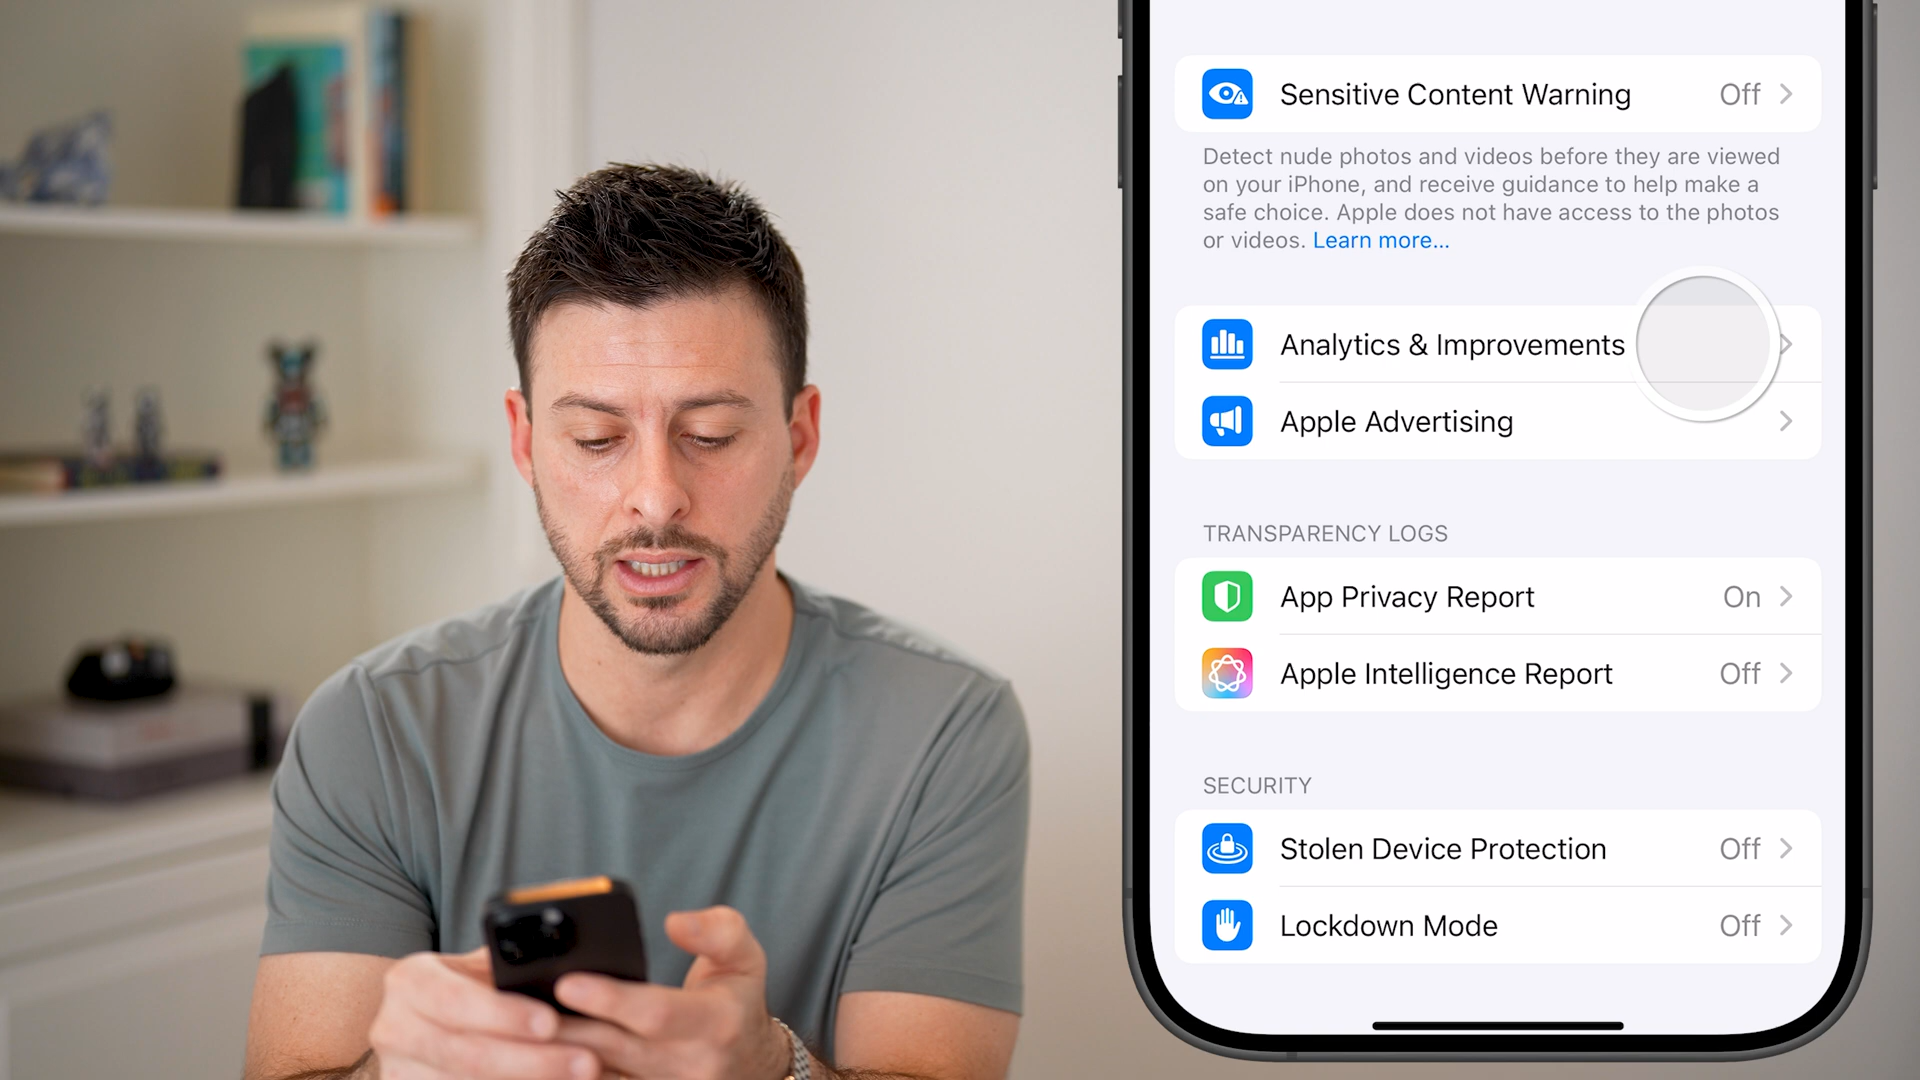 Sensitive Content Warning Off
Detect nude photos and videos before they are viewed
on your iPhone, and receive guidance to help make a
safe choice. Apple does not have access to the photos
or videos. Learn more...
Analytics & Improvements
Apple Advertising
TRANSPARENCY LOGS
App Privacy Report On
Apple Intelligence Report Off
SECURITY
Stolen Device Protection Off
Lockdown Mode Off